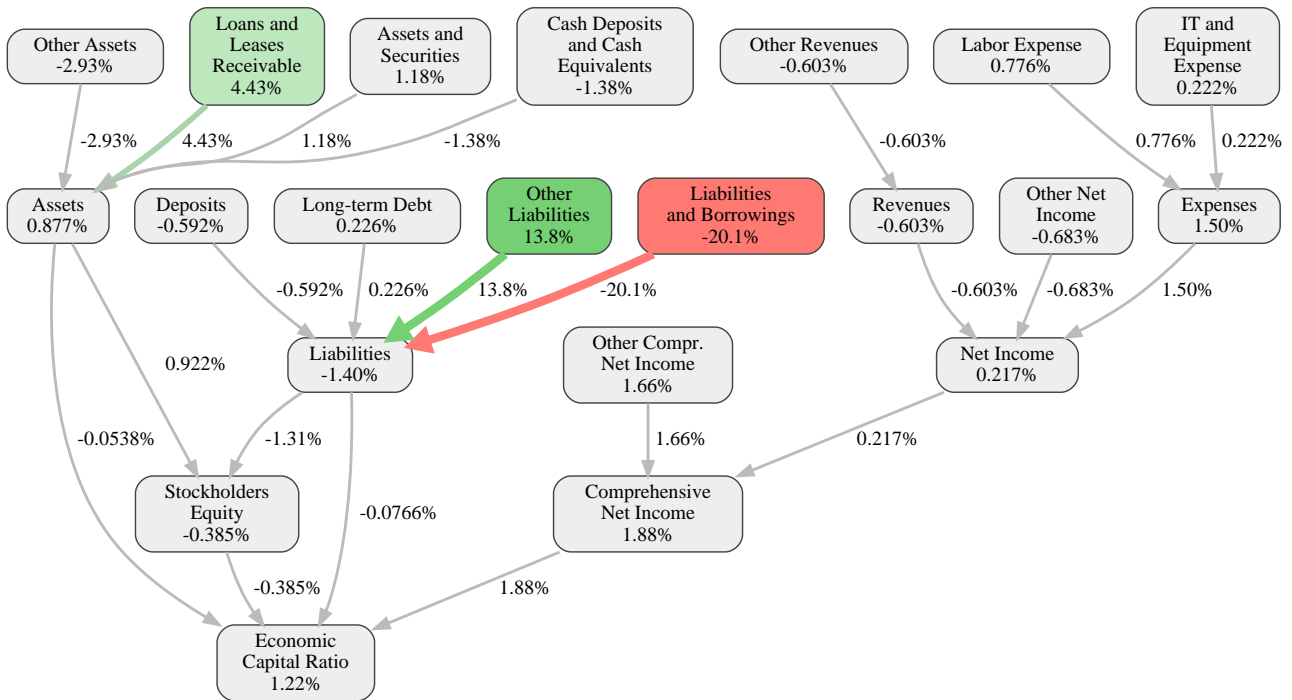 Other Assets
-2.93%
Loans and
Leases
Receivable
4.43%
Assets and
Securities
1.18%
Cash Deposits
and Cash
Equivalents
-1.38%
Other Revenues
-0.603%
Labor Expense
0.776%
IT and
Equipment
Expense
0.222%
-2.93%
4.43%
1.18%
-1.38%
-0.603%
0.776%
0.222%
Assets
0.877%
Deposits
-0.592%
Long-term Debt
0.226%
Other
Liabilities
13.8%
Liabilities
and Borrowings
-20.1%
Revenues
-0.603%
Other Net
Income
-0.683%
Expenses
1.50%
-0.592%
0.226%
13.8%
-20.1%
-0.603%
-0.683%
1.50%
0.922%
Liabilities
-1.40%
Other Compr.
Net Income
1.66%
Net Income
0.217%
-0.0538%
-1.31%
1.66%
0.217%
Stockholders
Equity
-0.385%
-0.0766%
Comprehensive
Net Income
1.88%
-0.385%
1.88%
Economic
Capital Ratio
1.22%